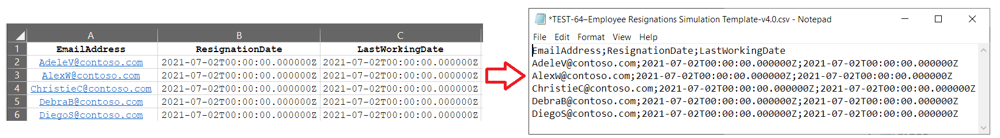 A B C
1 EmailAddress ResignationDate LastWorkingDate
2 AdeleV@contoso.com 2021-07-02T00:00:00.000000Z 2021-07-02T00:00:00.000000Z
3 AlexW@contoso.com 2021-07-02T00:00:00.000000Z 2021-07-02T00:00:00.000000Z
4 ChristieC@contoso.com 2021-07-02T00:00:00.000000Z 2021-07-02T00:00:00.000000Z
5 DebraB@contoso.com 2021-07-02T00:00:00.000000Z 2021-07-02T00:00:00.000000Z
6 DiegoS@contoso.com 2021-07-02T00:00:00.000000Z 2021-07-02T00:00:00.000000Z
*TEST-64–Employee Resignations Simulation Template-v4.0.csv - Notepad
File Edit Format View Help
EmailAddress;ResignationDate;LastWorkingDate
AdeleV@contoso.com;2021-07-02T00:00:00.000000Z;2021-07-02T00:00:00.000000Z
AlexW@contoso.com;2021-07-02T00:00:00.000000Z;2021-07-02T00:00:00.000000Z
ChristieC@contoso.com;2021-07-02T00:00:00.000000Z;2021-07-02T00:00:00.000000Z
DebraB@contoso.com;2021-07-02T00:00:00.000000Z;2021-07-02T00:00:00.000000Z
DiegoS@contoso.com;2021-07-02T00:00:00.000000Z;2021-07-02T00:00:00.000000Z